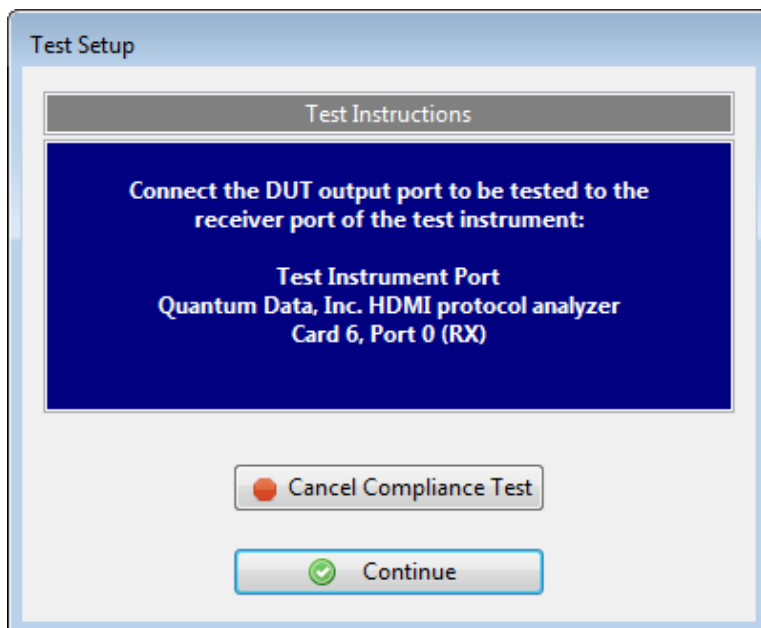 Test Setup
Test Instructions
Connect the DUT output port to be tested to the
receiver port of the test instrument:
Test Instrument Port
Quantum Data, Inc. HDMI protocol analyzer
Card 6, Port 0 (RX)
Cancel Compliance Test
Continue